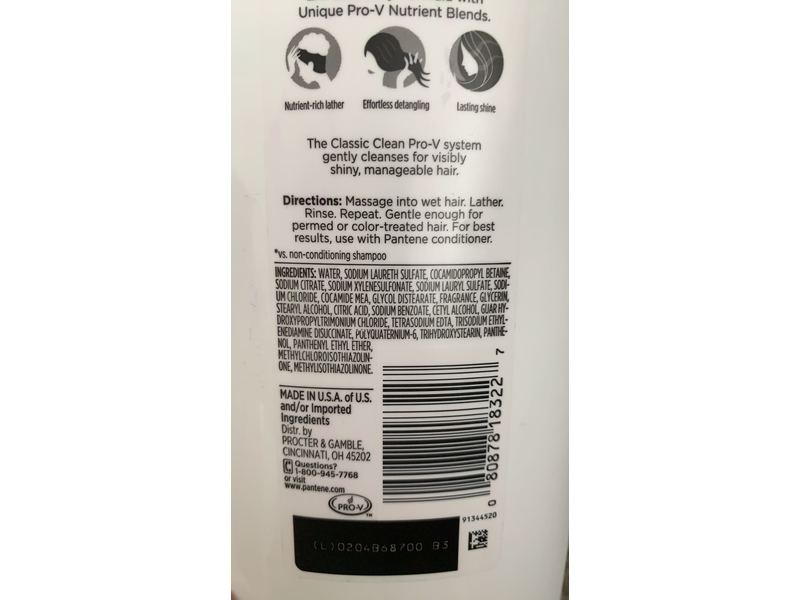 Unique Pro-V Nutrient Blends.
Nutrient-rich lather
Effortless detangling
Lasting shine
The Classic Clean Pro-V system
gently cleanses for visibly
shiny, manageable hair.
Directions: Massage into wet hair. Lather.
Rinse. Repeat. Gentle enough for
permed or color-treated hair. For best
results, use with Pantene conditioner.
*vs. non-conditioning shampoo
INGREDIENTS: WATER, SODIUM LAURETH SULFATE, COCAMIDOPROPYL BETAINE,
SODIUM CITRATE, SODIUM XYLENESULFONATE, SODIUM LAURYL SULFATE, SODI-
UM CHLORIDE, COCAMIDE MEA, GLYCOL DISTEARATE, FRAGRANCE, GLYCERIN,
STEARYL ALCOHOL, CITRIC ACID, SODIUM BENZOATE, CETYL ALCOHOL, GUAR HY-
DROXYPROPYLTRIMONIUM CHLORIDE, TETRASODIUM EDTA, TRISODIUM ETHYL-
ENEDIAMINE DISUCCINATE, POLYQUATERNIUM-6, TRIHYDROXYSTEARIN, PANTHE-
NOL, PANTHENYL ETHYL ETHER,
METHYLCHLOROISOTHIAZOLIN-
ONE, METHYLISOTHIAZOLINONE.
MADE IN U.S.A. of U.S.
and/or Imported
Ingredients
Distr. by
PROCTER & GAMBLE,
CINCINNATI, OH 45202
Questions?
1-800-945-7768
or visit
www.pantene.com
PRO-V
TM
0 80878 18322 7
91344520
(L)0204B68700 B3